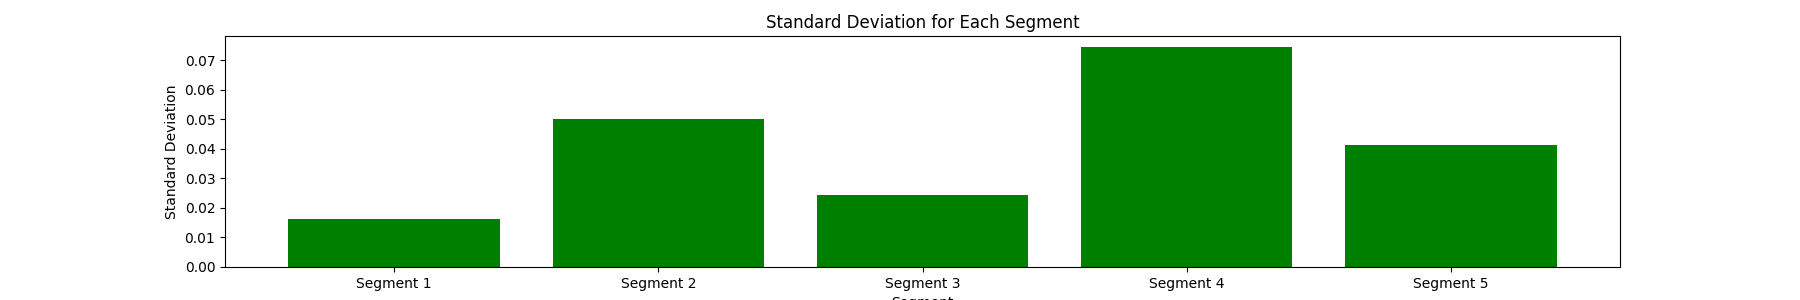 Standard Deviation for Each Segment
Standard Deviation
0.07
0.06
0.05
0.04
0.03
0.02
0.01
0.00
Segment 1 Segment 2 Segment 3 Segment 4 Segment 5
Segment